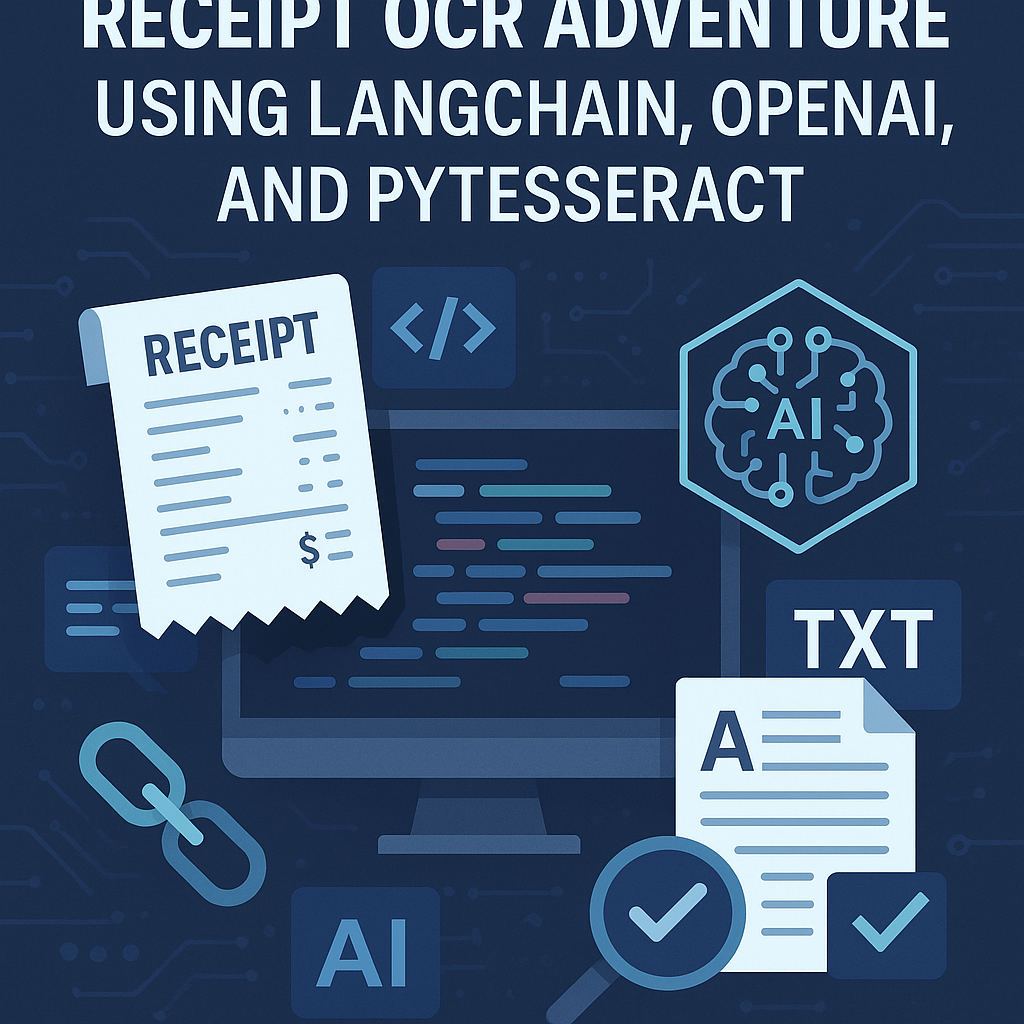 RECEIPT OCR ADVENTURE
USING LANGCHAIN, OPENAI,
AND PYTESSERACT
RECEIPT
$
</>
AI
TXT
A
AI